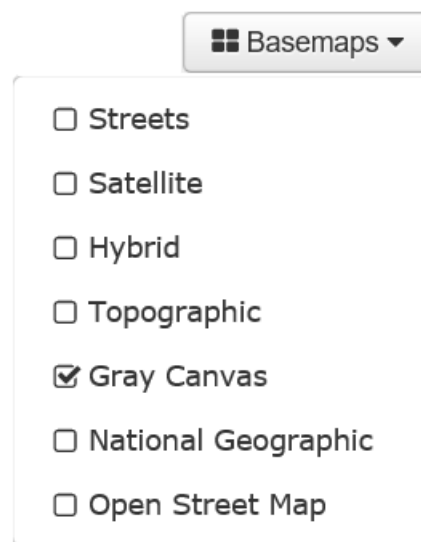 Basemaps
Streets
Satellite
Hybrid
Topographic
Gray Canvas
National Geographic
Open Street Map